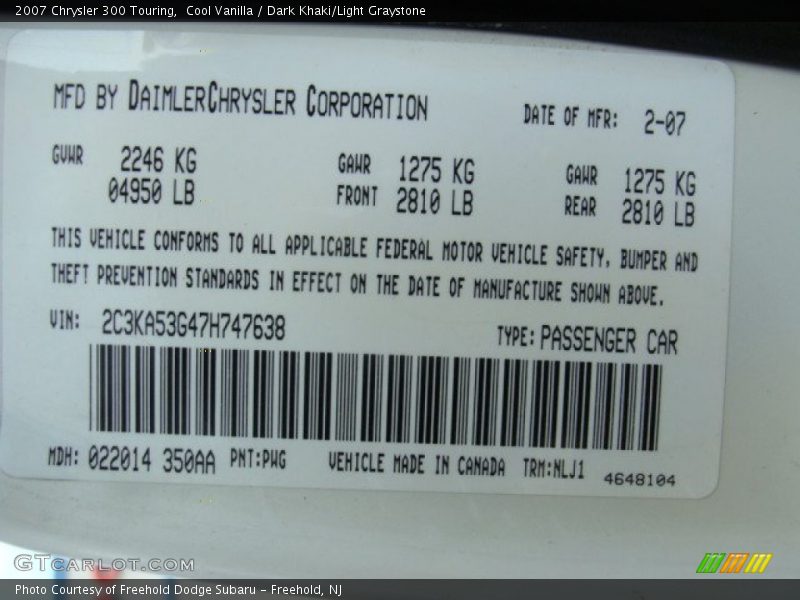 2007 Chrysler 300 Touring,  Cool Vanilla / Dark Khaki/Light Graystone
MFD BY DAIMLERCHRYSLER CORPORATION
DATE OF MFR: 2-07
GVWR 2246 KG
04950 LB
GAWR 1275 KG
FRONT 2810 LB
GAWR 1275 KG
REAR 2810 LB
THIS VEHICLE CONFORMS TO ALL APPLICABLE FEDERAL MOTOR VEHICLE SAFETY, BUMPER AND
THEFT PREVENTION STANDARDS IN EFFECT ON THE DATE OF MANUFACTURE SHOWN ABOVE.
VIN: 2C3KA53G47H747638
TYPE: PASSENGER CAR
MDH: 022014 350AA PNT:PWG VEHICLE MADE IN CANADA TRM:NLJ1 4648104
GTCARLOT.COM
Photo Courtesy of Freehold Dodge Subaru - Freehold, NJ